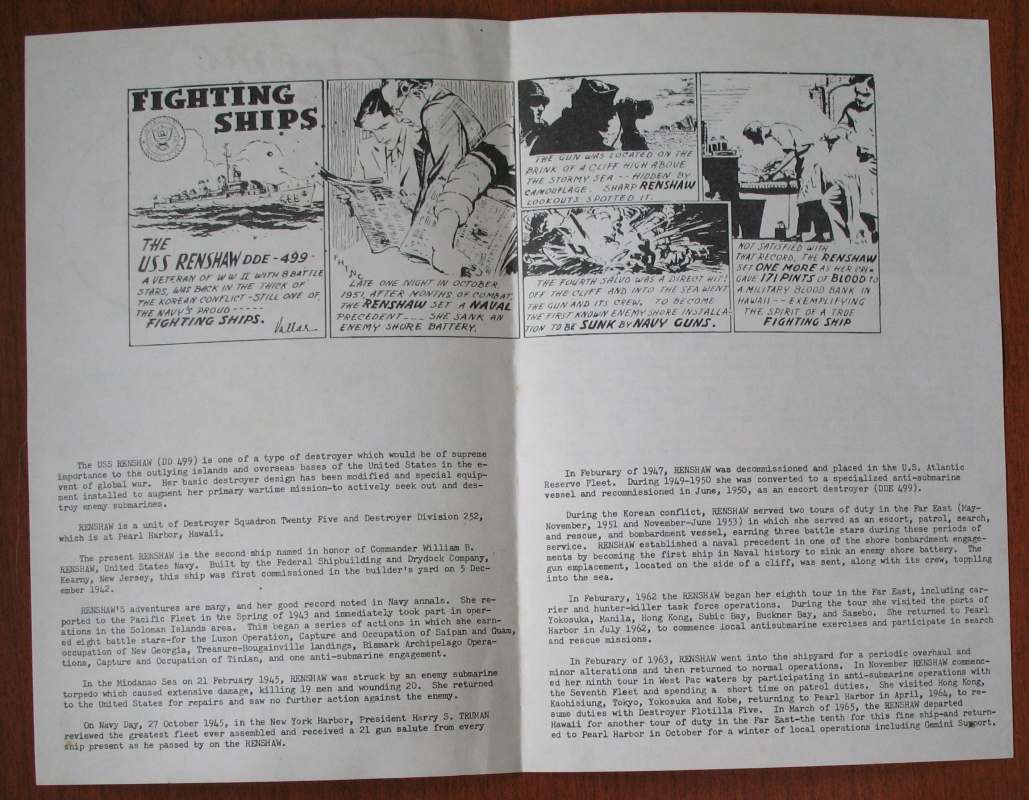 FIGHTING
SHIPS
THE
USS RENSHAW DDE-499-
A VETERAN OF WW II WITH 8 BATTLE
STARS, WAS BACK IN THE THICK OF
THE KOREAN CONFLICT - STILL ONE OF
THE NAVY'S PROUD -----
FIGHTING SHIPS.
Vallas
LATE ONE NIGHT IN OCTOBER
1951, AFTER MONTHS OF COMBAT,
THE RENSHAW SET A NAVAL
PRECEDENT --- SHE SANK AN
ENEMY SHORE BATTERY.
THE GUN WAS LOCATED ON THE
BRINK OF A CLIFF HIGH ABOVE
THE STORMY SEA -- HIDDEN BY
CAMOUFLAGE. SHARP RENSHAW
LOOKOUTS SPOTTED IT.
THE FOURTH SALVO WAS A DIRECT HIT!
OFF THE CLIFF AND INTO THE SEA WENT
THE GUN AND ITS CREW, TO BECOME
THE FIRST KNOWN ENEMY SHORE INSTALLA-
TION TO BE SUNK BY NAVY GUNS.
NOT SATISFIED WITH
THAT RECORD, THE RENSHAW
SET ONE MORE AS HER CREW
GAVE 171 PINTS OF BLOOD TO
A MILITARY BLOOD BANK IN
HAWAII -- EXEMPLIFYING
THE SPIRIT OF A TRUE
FIGHTING SHIP
The USS RENSHAW (DD 499) is one of a type of destroyer which would be of supreme
importance to the outlying islands and overseas bases of the United States in the e-
vent of global war. Her basic destroyer design has been modified and special equip-
ment installed to augment her primary wartime mission-to actively seek out and des-
troy enemy submarines.
RENSHAW is a unit of Destroyer Squadron Twenty Five and Destroyer Division 252,
which is at Pearl Harbor, Hawaii.
The present RENSHAW is the second ship named in honor of Commander William B.
RENSHAW, United States Navy. Built by the Federal Shipbuilding and Drydock Company,
Kearny, New Jersey, this ship was first commissioned in the builder's yard on 5 Dec-
ember 1942.
RENSHAW'S adventures are many, and her good record noted in Navy annals. She re-
ported to the Pacific Fleet in the Spring of 1943 and immediately took part in oper-
ations in the Soloman Islands area. This began a series of actions in which she earn-
ed eight battle stars-for the Luzon Operation, Capture and Occupation of Saipan and Guam,
occupation of New Georgia, Treasure-Bougainville landings, Bismark Archipelago Opera-
tions, Capture and Occupation of Tinian, and one anti-submarine engagement.
In the Mindanao Sea on 21 February 1945, RENSHAW was struck by an enemy submarine
torpedo which caused extensive damage, killing 19 men and wounding 20. She returned
to the United States for repairs and saw no further action against the enemy.
On Navy Day, 27 October 1945, in the New York Harbor, President Harry S. TRUMAN
reviewed the greatest fleet ever assembled and received a 21 gun salute from every
ship present as he passed by on the RENSHAW.
In Feburary of 1947, RENSHAW was decommissioned and placed in the U.S. Atlantic
Reserve Fleet. During 1949-1950 she was converted to a specialized anti-submarine
vessel and recommissioned in June, 1950, as an escort destroyer (DDE 499).
During the Korean conflict, RENSHAW served two tours of duty in the Far East (May-
November, 1951 and November-June 1953) in which she served as an escort, patrol, search,
and rescue, and bombardment vessel, earning three battle stars during these periods of
service. RENSHAW established a naval precedent in one of the shore bombardment engage-
ments by becoming the first ship in Naval history to sink an enemy shore battery. The
gun emplacement, located on the side of a cliff, was sent, along with its crew, toppling
into the sea.
In Feburary, 1962 the RENSHAW began her eighth tour in the Far East, including car-
rier and hunter-killer task force operations. During the tour she visited the ports of
Yokosuka, Manila, Hong Kong, Subic Bay, Buckner Bay, and Sasebo. She returned to Pearl
Harbor in July 1962, to commence local antisubmarine exercises and participate in search
and rescue missions.
In Feburary of 1963, RENSHAW went into the shipyard for a periodic overhaul and
minor alterations and then returned to normal operations. In November RENSHAW commenc-
ed her ninth tour in West Pac waters by participating in anti-submarine operations with
the Seventh Fleet and spending a short time on patrol duties. She visited Hong Kong,
Kaohisiung, Tokyo, Yokosuka and Kobe, returning to Pearl Harbor in April, 1964, to re-
sume duties with Destroyer Flotilla Five. In March of 1965, the RENSHAW departed
Hawaii for another tour of duty in the Far East-the tenth for this fine ship-and return-
ed to Pearl Harbor in October for a winter of local operations including Gemini Support.